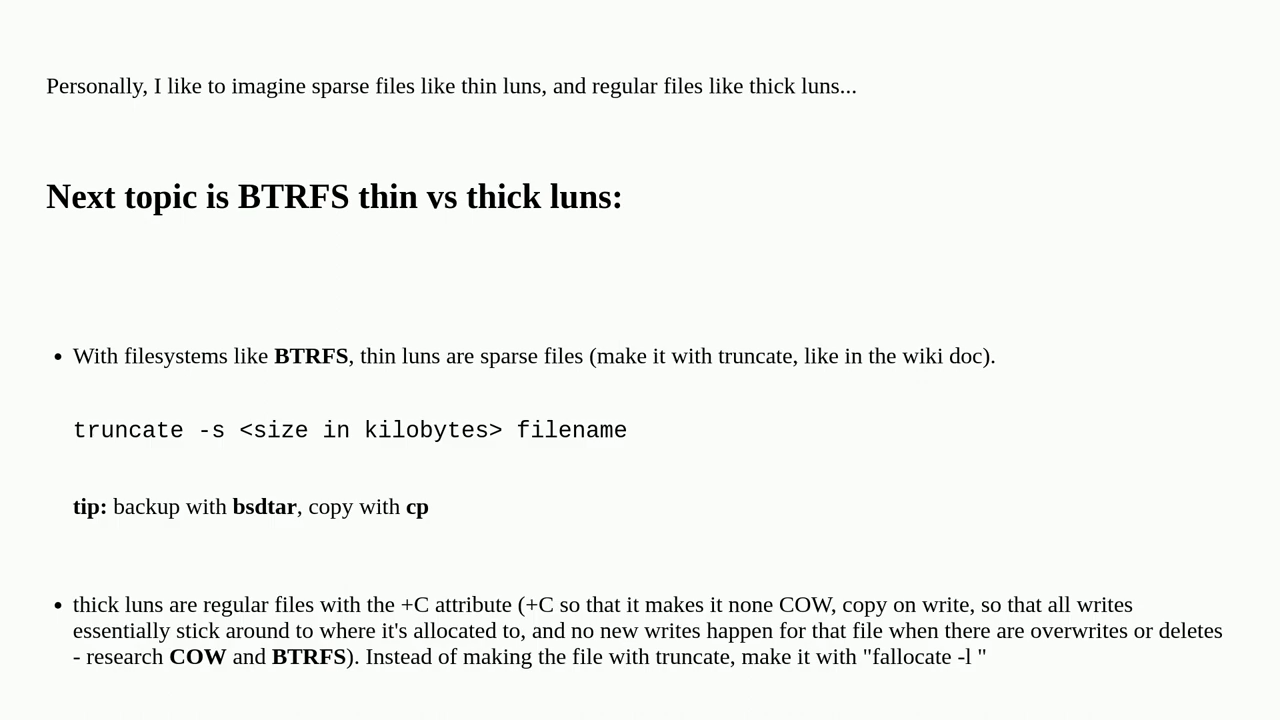 Personally, I like to imagine sparse files like thin luns, and regular files like thick luns...
Next topic is BTRFS thin vs thick luns:
• With filesystems like BTRFS, thin luns are sparse files (make it with truncate, like in the wiki doc).
truncate -s <size in kilobytes> filename
tip: backup with bsdtar, copy with cp
• thick luns are regular files with the +C attribute (+C so that it makes it none COW, copy on write, so that all writes
essentially stick around to where it's allocated to, and no new writes happen for that file when there are overwrites or deletes
- research COW and BTRFS). Instead of making the file with truncate, make it with "fallocate -l "